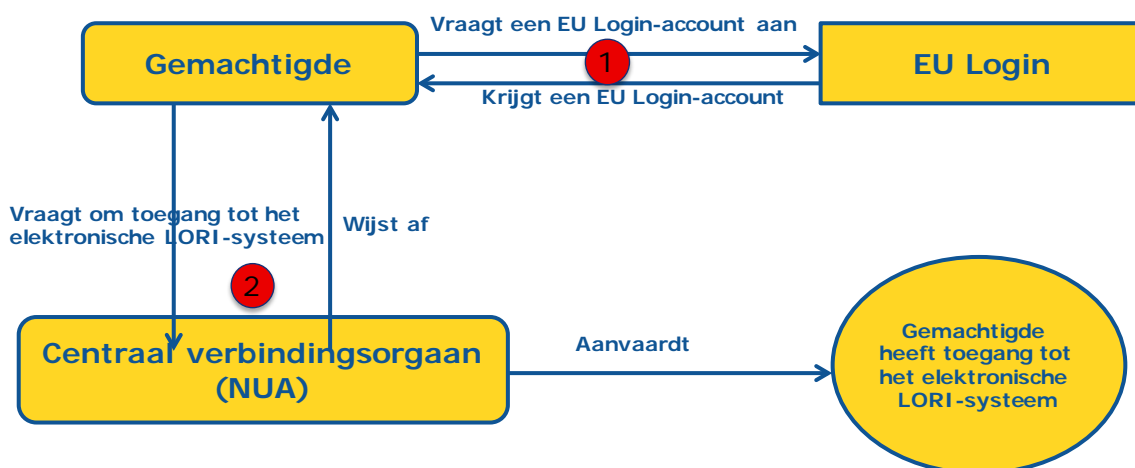 Vraagt een EU Login-account aan
Gemachtigde
1
EU Login
Krijgt een EU Login-account
Vraagt om toegang tot het
elektronische LORI-systeem
Wijst af
2
Centraal verbindingsorgaan
(NUA)
Aanvaardt
Gemachtigde
heeft toegang tot
het elektronische
LORI-systeem